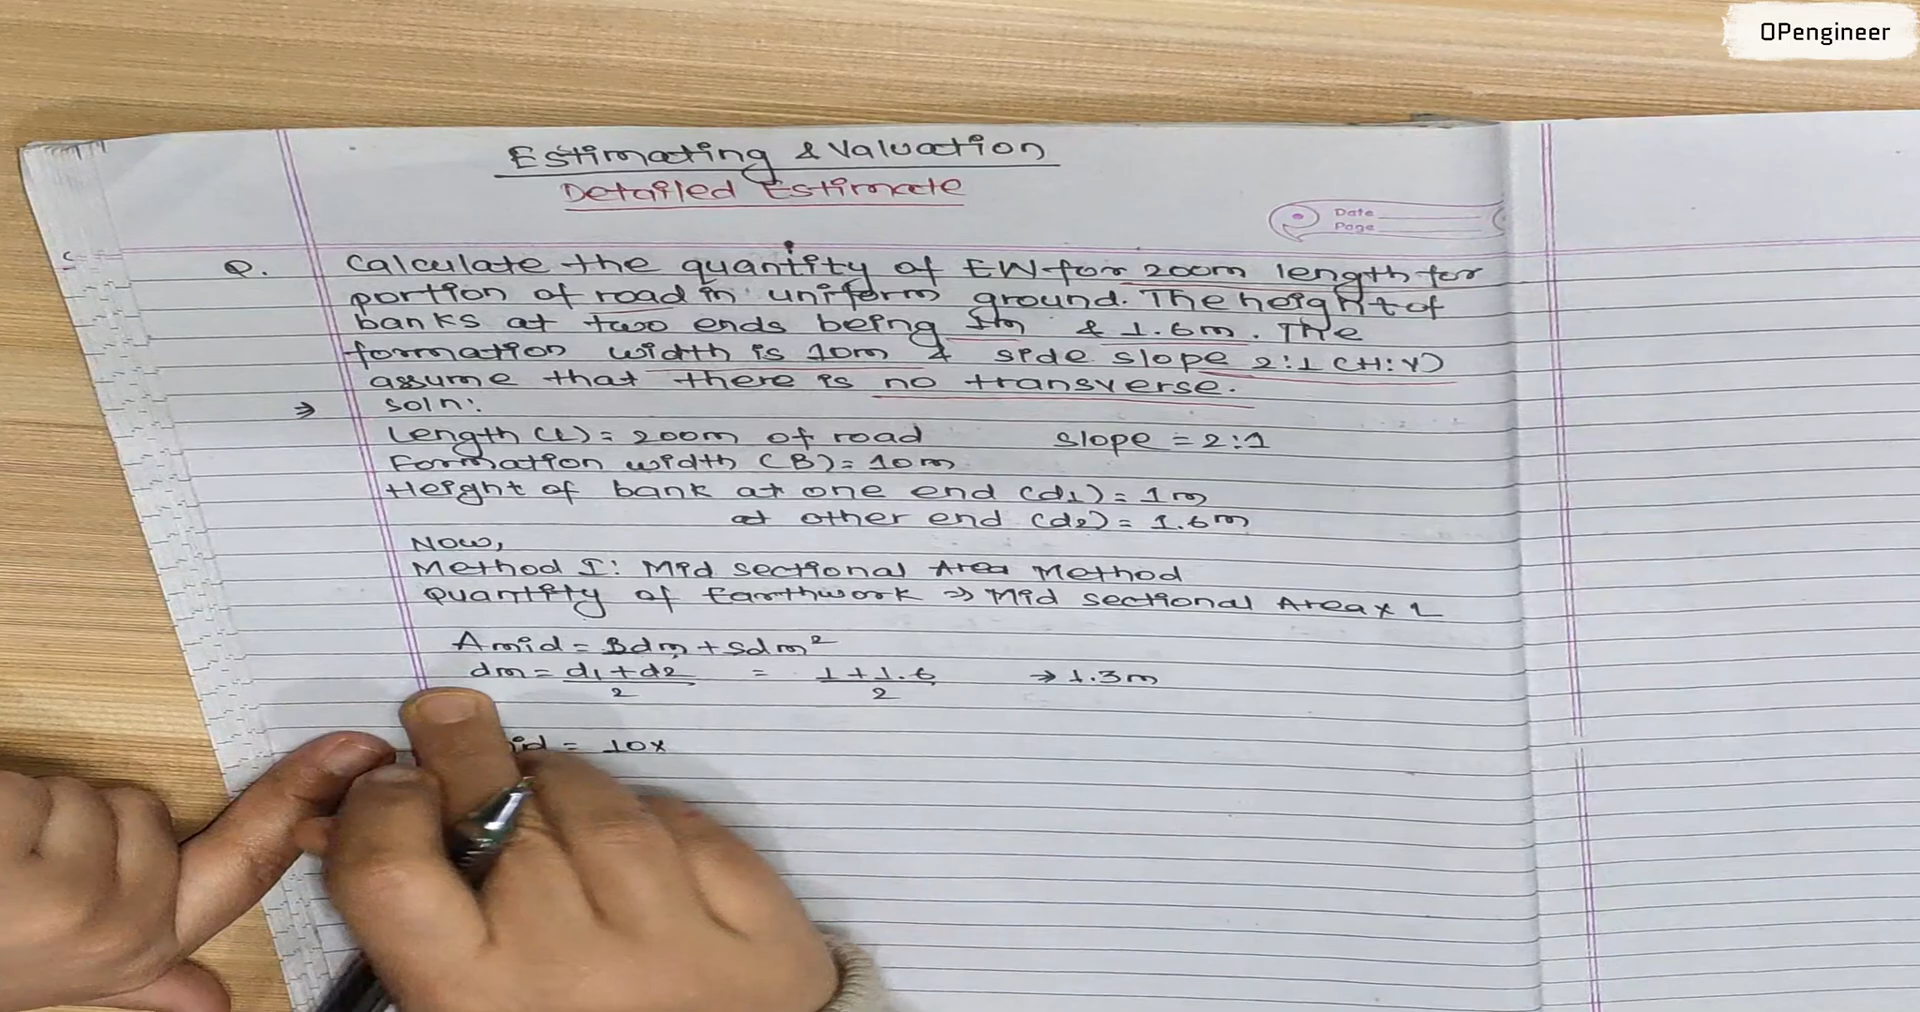 OPengineer
Estimating & Valuation
Detailed Estimate
Date
Page
Q. Calculate the quantity of EW for 200m length for
portion of road in uniform ground. The height of
banks at two ends being 1m & 1.6m. The
formation width is 10m & side slope 2:1 (H:V)
assume that there is no transverse.
⇒ Soln:
Length (L) = 200m of road slope = 2:1
Formation width (B) = 10m
Height of bank at one end (d1) = 1m
at other end (d2) = 1.6m
Now,
Method I: Mid sectional Area Method
Quantity of Earthwork ⇒ Mid sectional Area x L
Amid = Bdm + Sdm²
dm = d1 + d2 / 2 = 1 + 1.6 / 2 → 1.3m
id = 10x